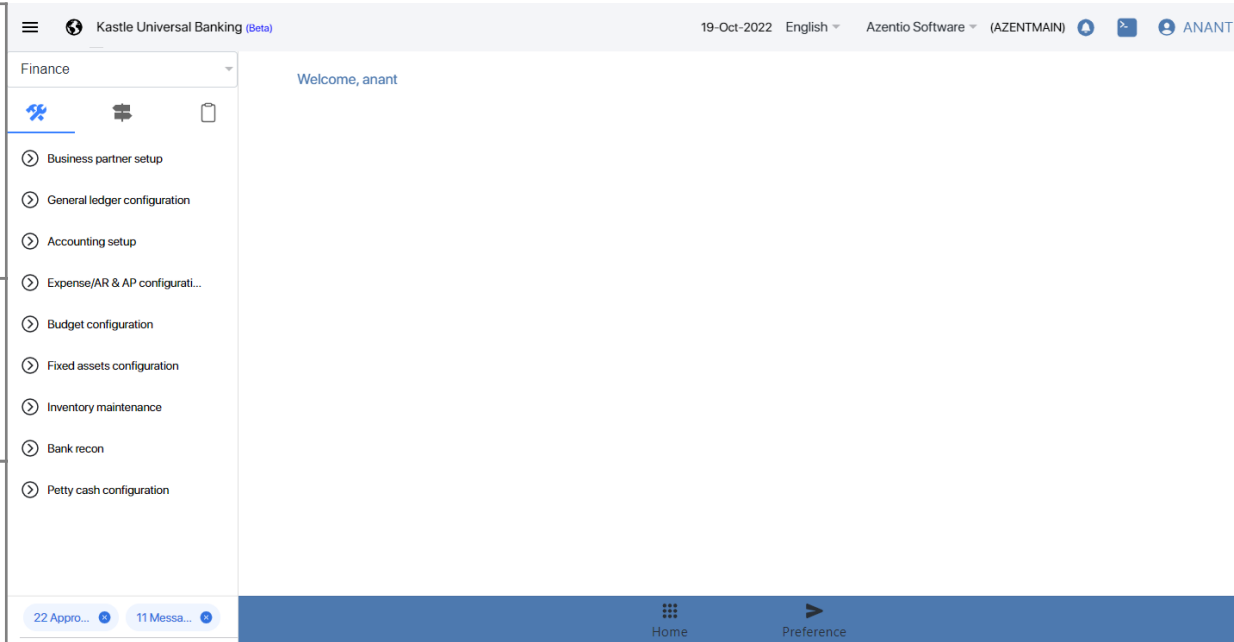 Kastle Universal Banking (Beta)
19-Oct-2022 English Azentio Software (AZENTMAIN) ANANT
Finance
Welcome, anant
Business partner setup
General ledger configuration
Accounting setup
Expense/AR & AP configurati...
Budget configuration
Fixed assets configuration
Inventory maintenance
Bank recon
Petty cash configuration
22 Appro... 11 Messa...
Home Preference